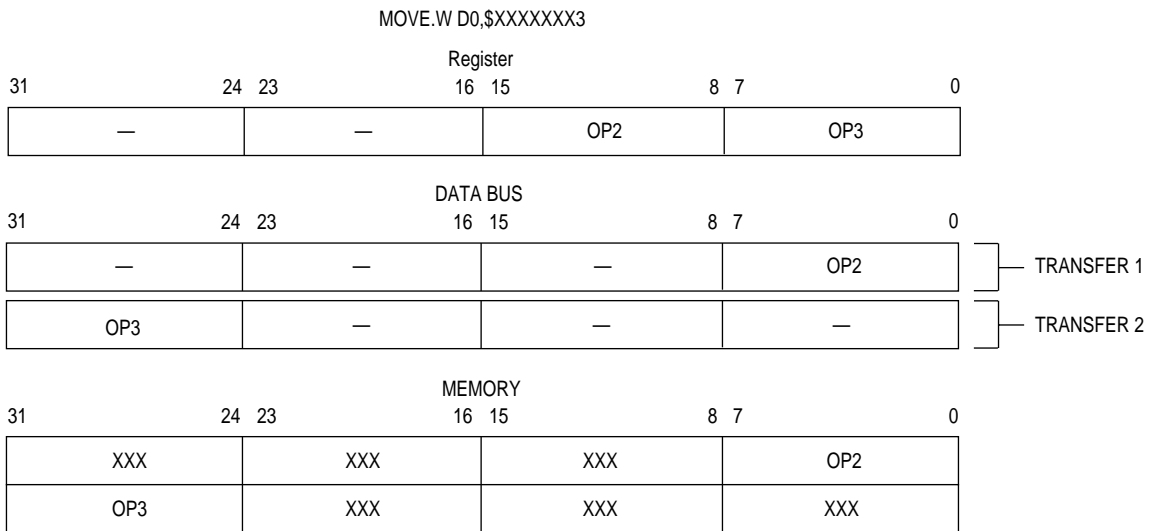 MOVE.W D0,$XXXXXXX3
Register
31 24 23 16 15 8 7 0
— — OP2 OP3
DATA BUS
31 24 23 16 15 8 7 0
— — — OP2 TRANSFER 1
OP3 — — — TRANSFER 2
MEMORY
31 24 23 16 15 8 7 0
XXX XXX XXX OP2
OP3 XXX XXX XXX